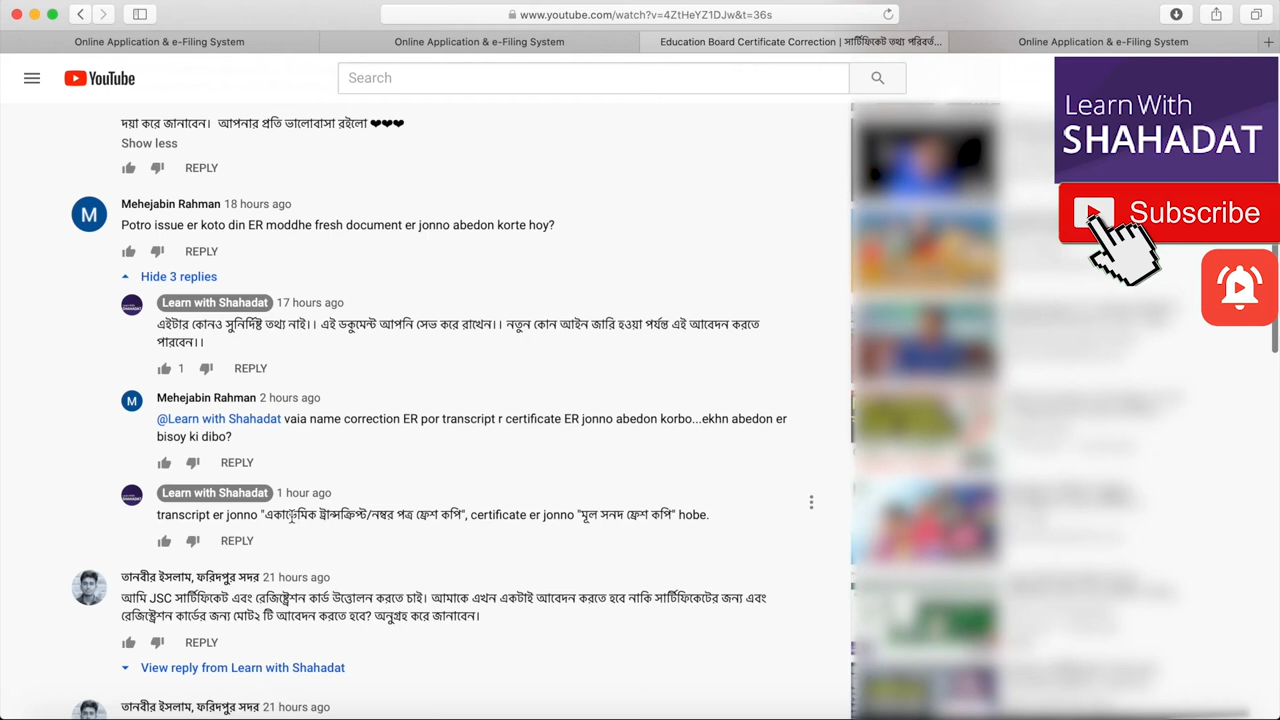 www.youtube.com/watch?v=4ZtHeYZ1DJw&t=36s
Online Application & e-Filing System
Online Application & e-Filing System
Education Board Certificate Correction | সার্টিফিকেট তথ্য পরিবর্ত...
Online Application & e-Filing System
YouTube
Search
Learn With
SHAHADAT
Subscribe
দয়া করে জানাবেন। আপনার প্রতি ভালোবাসা রইলো ❤❤❤
Show less
REPLY
M
Mehejabin Rahman 18 hours ago
Potro issue er koto din ER moddhe fresh document er jonno abedon korte hoy?
REPLY
Hide 3 replies
Learn with Shahadat 17 hours ago
এইটার কোনও সুনির্দিষ্ট তথ্য নাই।। এই ডকুমেন্ট আপনি সেভ করে রাখেন।। নতুন কোন আইন জারি হওয়া পর্যন্ত এই আবেদন করতে
পারবেন।।
1 REPLY
M
Mehejabin Rahman 2 hours ago
@Learn with Shahadat vaia name correction ER por transcript r certificate ER jonno abedon korbo...ekhn abedon er
bisoy ki dibo?
REPLY
Learn with Shahadat 1 hour ago
transcript er jonno "একাডেমিক ট্রান্সক্রিপ্ট/নম্বর পত্র ফ্রেশ কপি", certificate er jonno "মূল সনদ ফ্রেশ কপি" hobe.
REPLY
তানবীর ইসলাম, ফরিদপুর সদর 21 hours ago
আমি JSC সার্টিফিকেট এবং রেজিষ্ট্রেশন কার্ড উত্তোলন করতে চাই। আমাকে এখন একটাই আবেদন করতে হবে নাকি সার্টিফিকেটের জন্য এবং
রেজিষ্ট্রেশন কার্ডের জন্য মোট২ টি আবেদন করতে হবে? অনুগ্রহ করে জানাবেন।
REPLY
View reply from Learn with Shahadat
তানবীর ইসলাম, ফরিদপুর সদর 21 hours ago